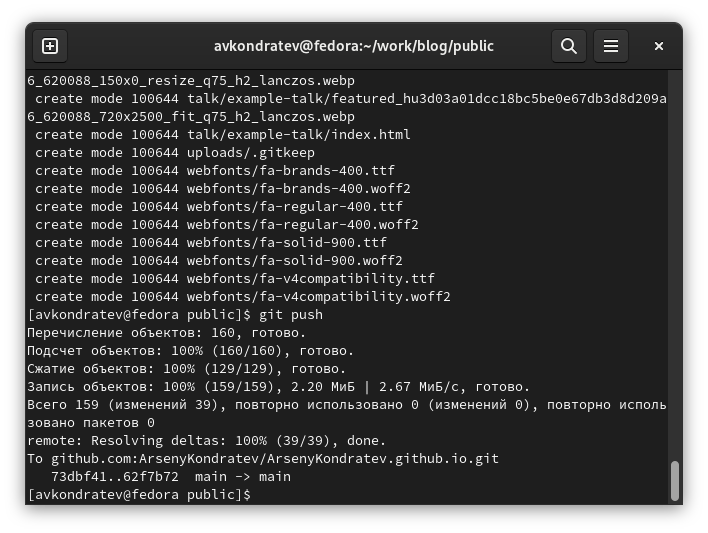 avkondratev@fedora:~/work/blog/public
6_620088_150x0_resize_q75_h2_lanczos.webp
create mode 100644 talk/example-talk/featured_hu3d03a01dcc18bc5be0e67db3d8d209a
6_620088_720x2500_fit_q75_h2_lanczos.webp
create mode 100644 talk/example-talk/index.html
create mode 100644 uploads/.gitkeep
create mode 100644 webfonts/fa-brands-400.ttf
create mode 100644 webfonts/fa-brands-400.woff2
create mode 100644 webfonts/fa-regular-400.ttf
create mode 100644 webfonts/fa-regular-400.woff2
create mode 100644 webfonts/fa-solid-900.ttf
create mode 100644 webfonts/fa-solid-900.woff2
create mode 100644 webfonts/fa-v4compatibility.ttf
create mode 100644 webfonts/fa-v4compatibility.woff2
[avkondratev@fedora public]$ git push
Перечисление объектов: 160, готово.
Подсчет объектов: 100% (160/160), готово.
Сжатие объектов: 100% (129/129), готово.
Запись объектов: 100% (159/159), 2.20 МиБ | 2.67 МиБ/с, готово.
Всего 159 (изменений 39), повторно использовано 0 (изменений 0), повторно исполь
зовано пакетов 0
remote: Resolving deltas: 100% (39/39), done.
To github.com:ArsenyKondratev/ArsenyKondratev.github.io.git
73dbf41..62f7b72  main -> main
[avkondratev@fedora public]$